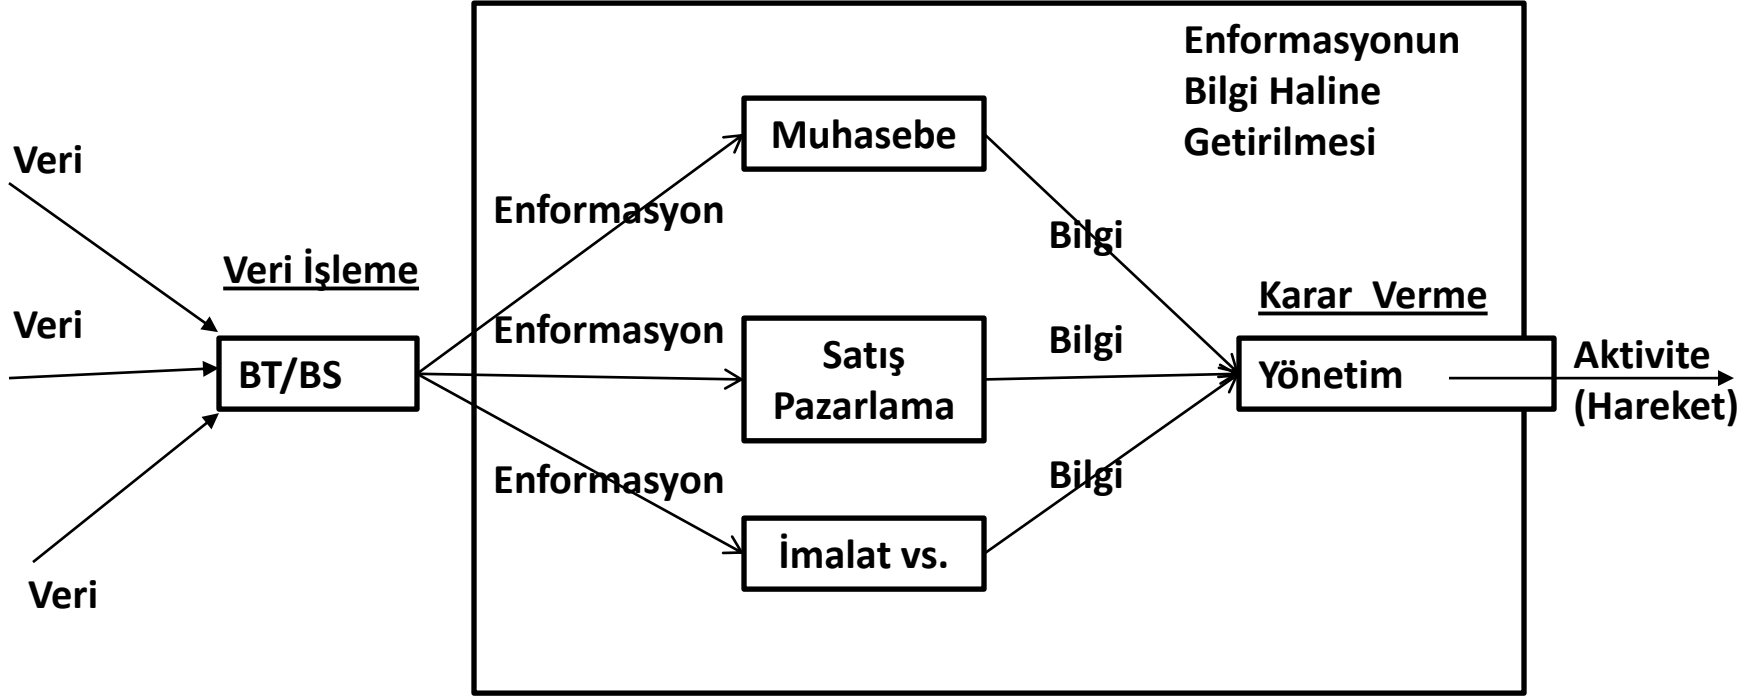 Veri
Veri
Veri
Veri İşleme
BT/BS
Enformasyon
Enformasyon
Enformasyon
Muhasebe
Satış
Pazarlama
İmalat vs.
Bilgi
Bilgi
Bilgi
Enformasyonun
Bilgi Haline
Getirilmesi
Karar  Verme
Yönetim
Aktivite
(Hareket)